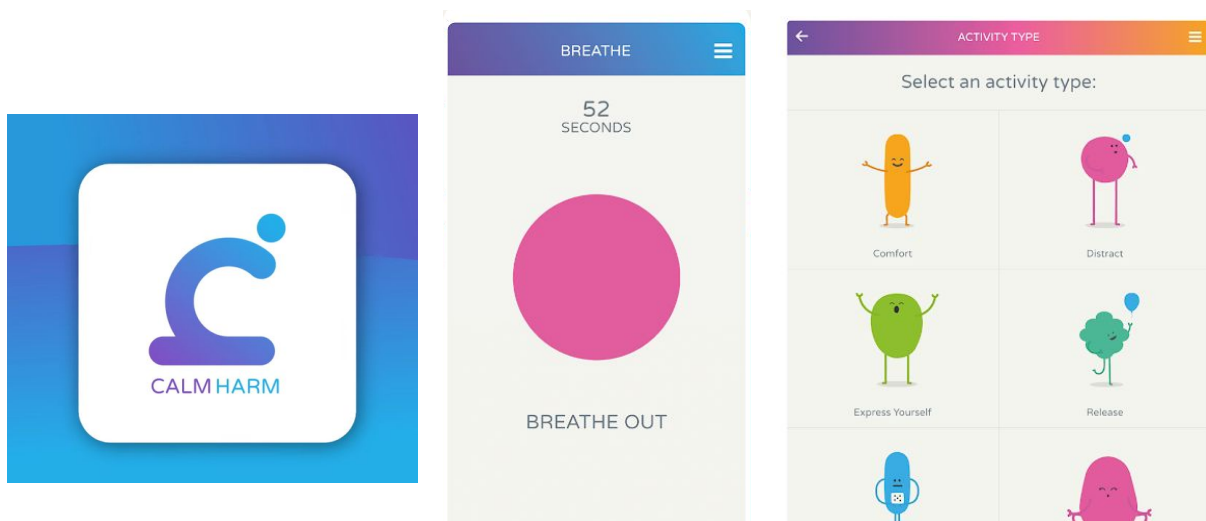 CALM HARM
BREATHE
52
SECONDS
BREATHE OUT
ACTIVITY TYPE
Select an activity type:
Comfort
Distract
Express Yourself
Release